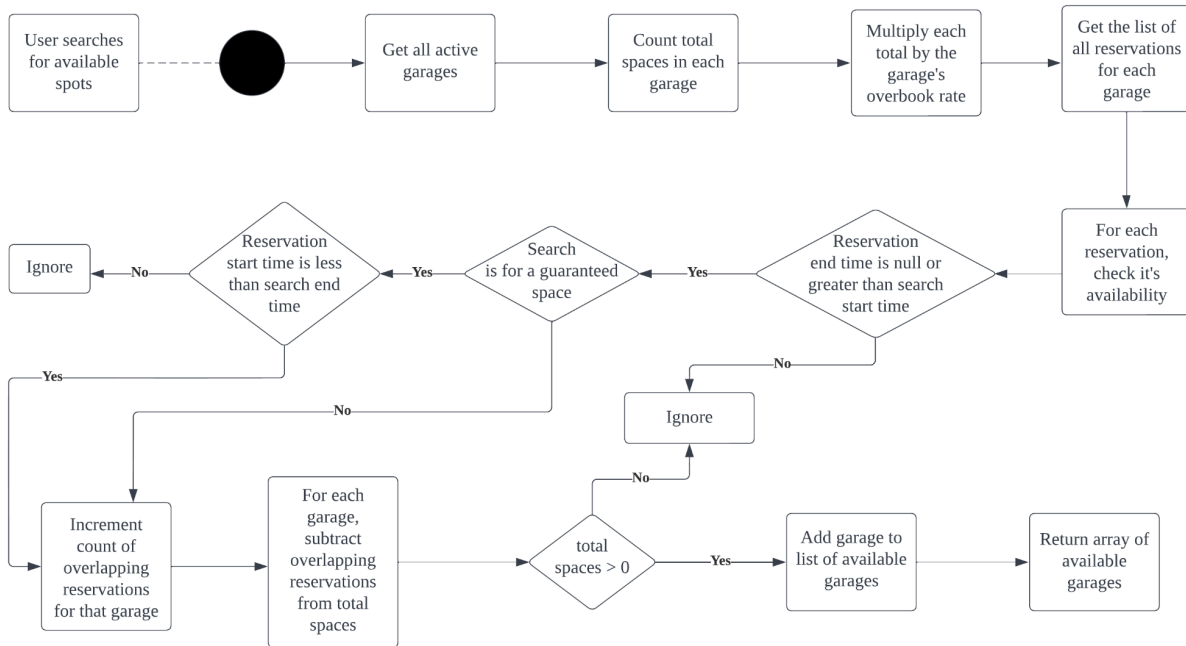 User searches
for available
spots
Get all active
garages
Count total
spaces in each
garage
Multiply each
total by the
garage's
overbook rate
Get the list of
all reservations
for each
garage
For each
reservation,
check it's
availability
Reservation
end time is null or
greater than search
start time
Yes
Search
is for a guaranteed
space
Yes
Reservation
start time is less
than search end
time
No
Ignore
Yes
No
No
Ignore
No
Increment
count of
overlapping
reservations
for that garage
For each
garage,
subtract
overlapping
reservations
from total
spaces
total
spaces > 0
Yes
Add garage to
list of available
garages
Return array of
available
garages